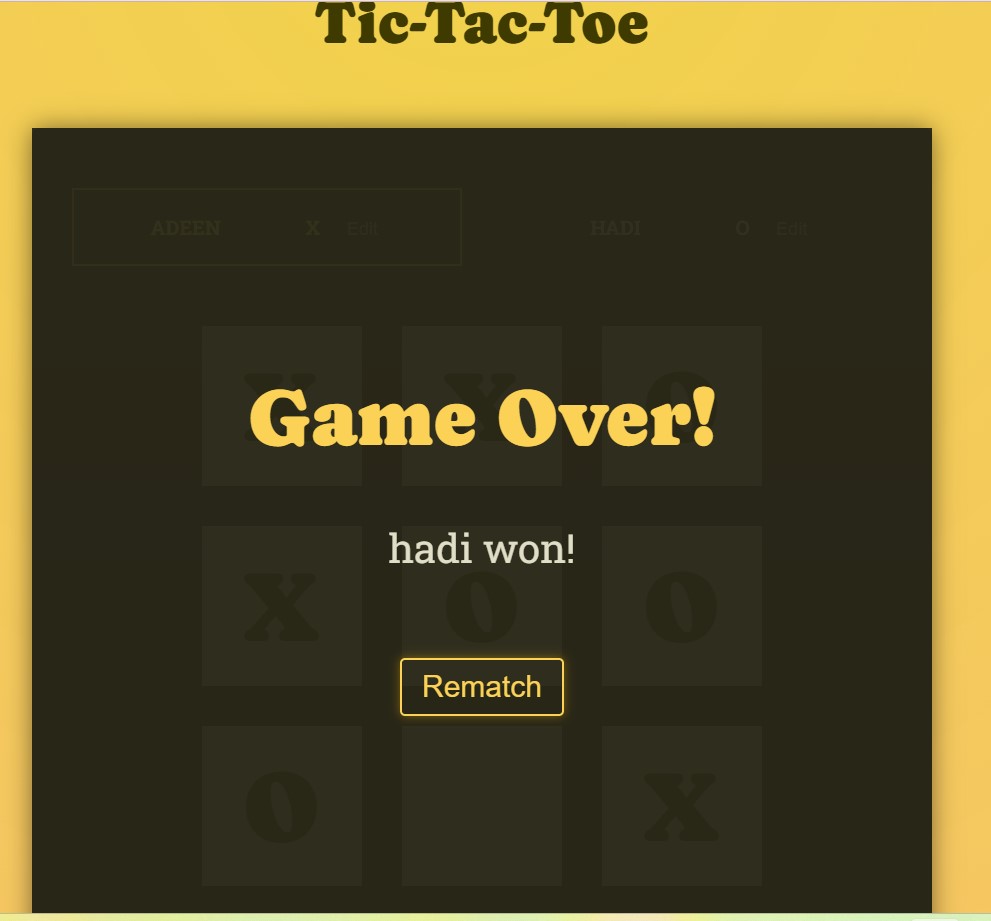 Tic-Tac-Toe
ADEEN X Edit HADI O Edit
X X O
Game Over!
hadi won!
X O O
Rematch
O X